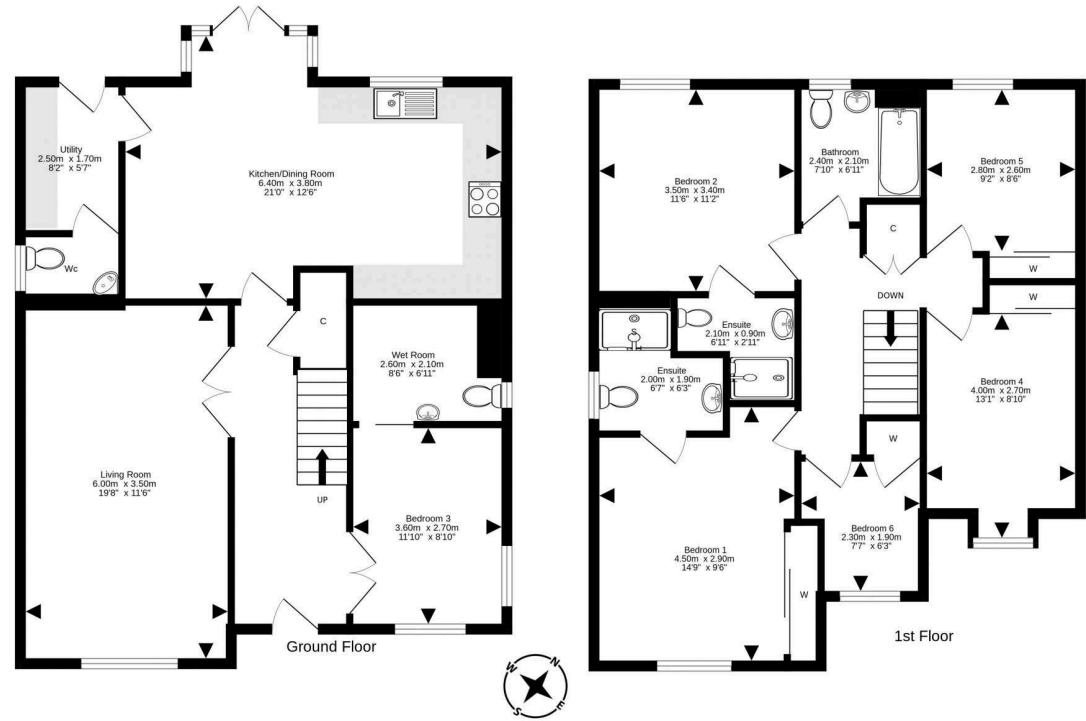 Utility
2.50m x 1.70m
8'2" x 5'7"
Wc
Kitchen/Dining Room
6.40m x 3.80m
21'0" x 12'6"
C
Wet Room
2.60m x 2.10m
8'6" x 6'11"
Living Room
6.00m x 3.50m
19'8" x 11'6"
UP
Bedroom 3
3.60m x 2.70m
11'10" x 8'10"
Ground Floor
Bedroom 2
3.50m x 3.40m
11'6" x 11'2"
Bathroom
2.40m x 2.10m
7'10" x 6'11"
Bedroom 5
2.80m x 2.60m
9'2" x 8'6"
C
W
W
DOWN
Ensuite
2.10m x 0.90m
6'11" x 2'11"
S
Ensuite
2.00m x 1.90m
6'7" x 6'3"
Bedroom 4
4.00m x 2.70m
13'1" x 8'10"
W
Bedroom 6
2.30m x 1.90m
7'7" x 6'3"
Bedroom 1
4.50m x 2.90m
14'9" x 9'6"
W
1st Floor
W
N
S
E